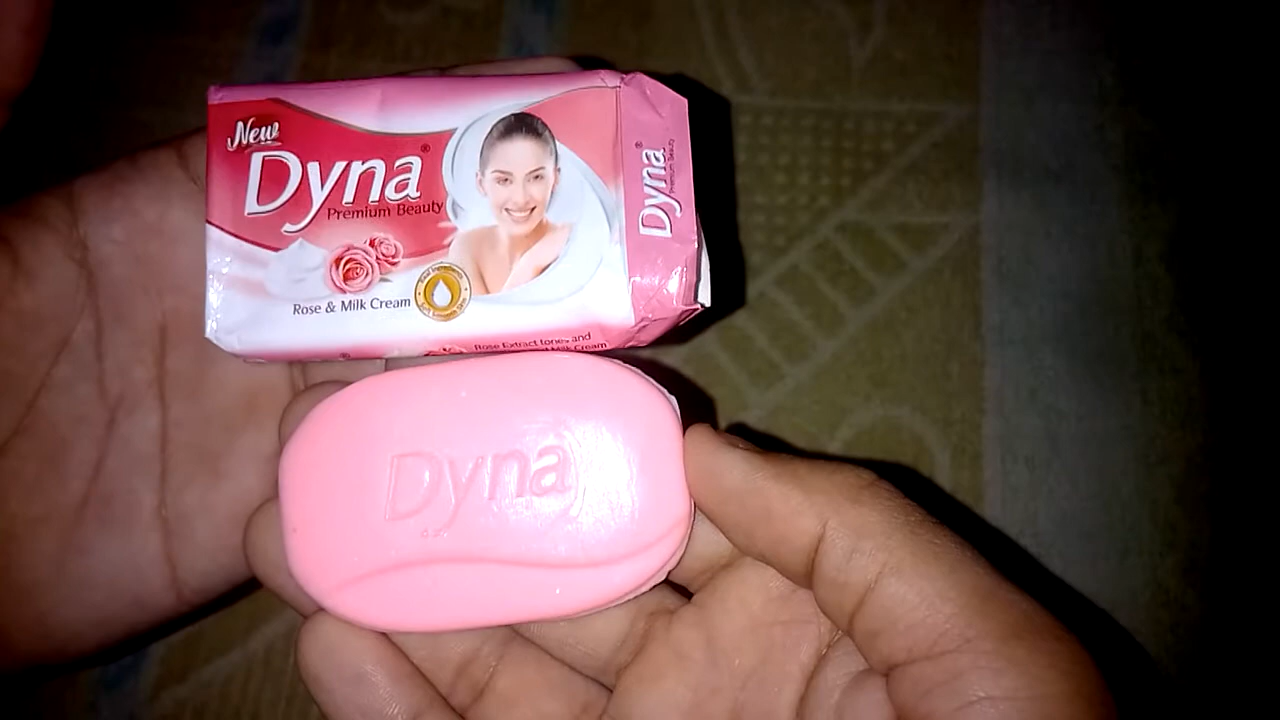 New
Dyna®
Premium Beauty
Rose & Milk Cream
Rose Extract tones and
Milk Cream
®
Dyna®
Premium Beauty
Dyna